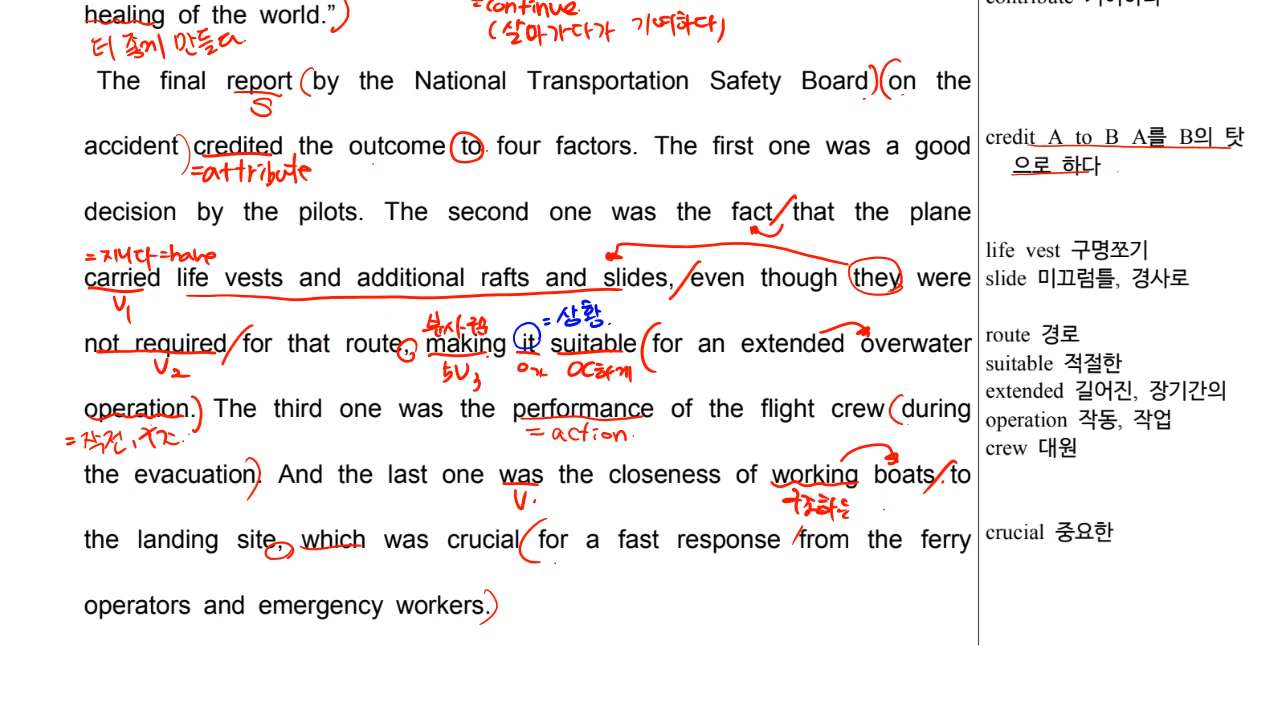 healing of the world.”
더 좋게 만들다
=continue
(살아가다가 기여하다)
The final report by the National Transportation Safety Board on the
S
accident credited the outcome to four factors. The first one was a good
=attribute
decision by the pilots. The second one was the fact that the plane
=지니다=have
carried life vests and additional rafts and slides, even though they were
V1
분사구문
=상황.
not required for that route, making it suitable for an extended overwater
V2
5V3
O가
OC하게
operation. The third one was the performance of the flight crew during
=작전, 구조
= action.
the evacuation. And the last one was the closeness of working boats to
V.
구조하는
the landing site, which was crucial for a fast response from the ferry
operators and emergency workers.
credit A to B A를 B의 탓
으로 하다
life vest 구명쪼기
slide 미끄럼틀, 경사로
route 경로
suitable 적절한
extended 길어진, 장기간의
operation 작동, 작업
crew 대원
crucial 중요한